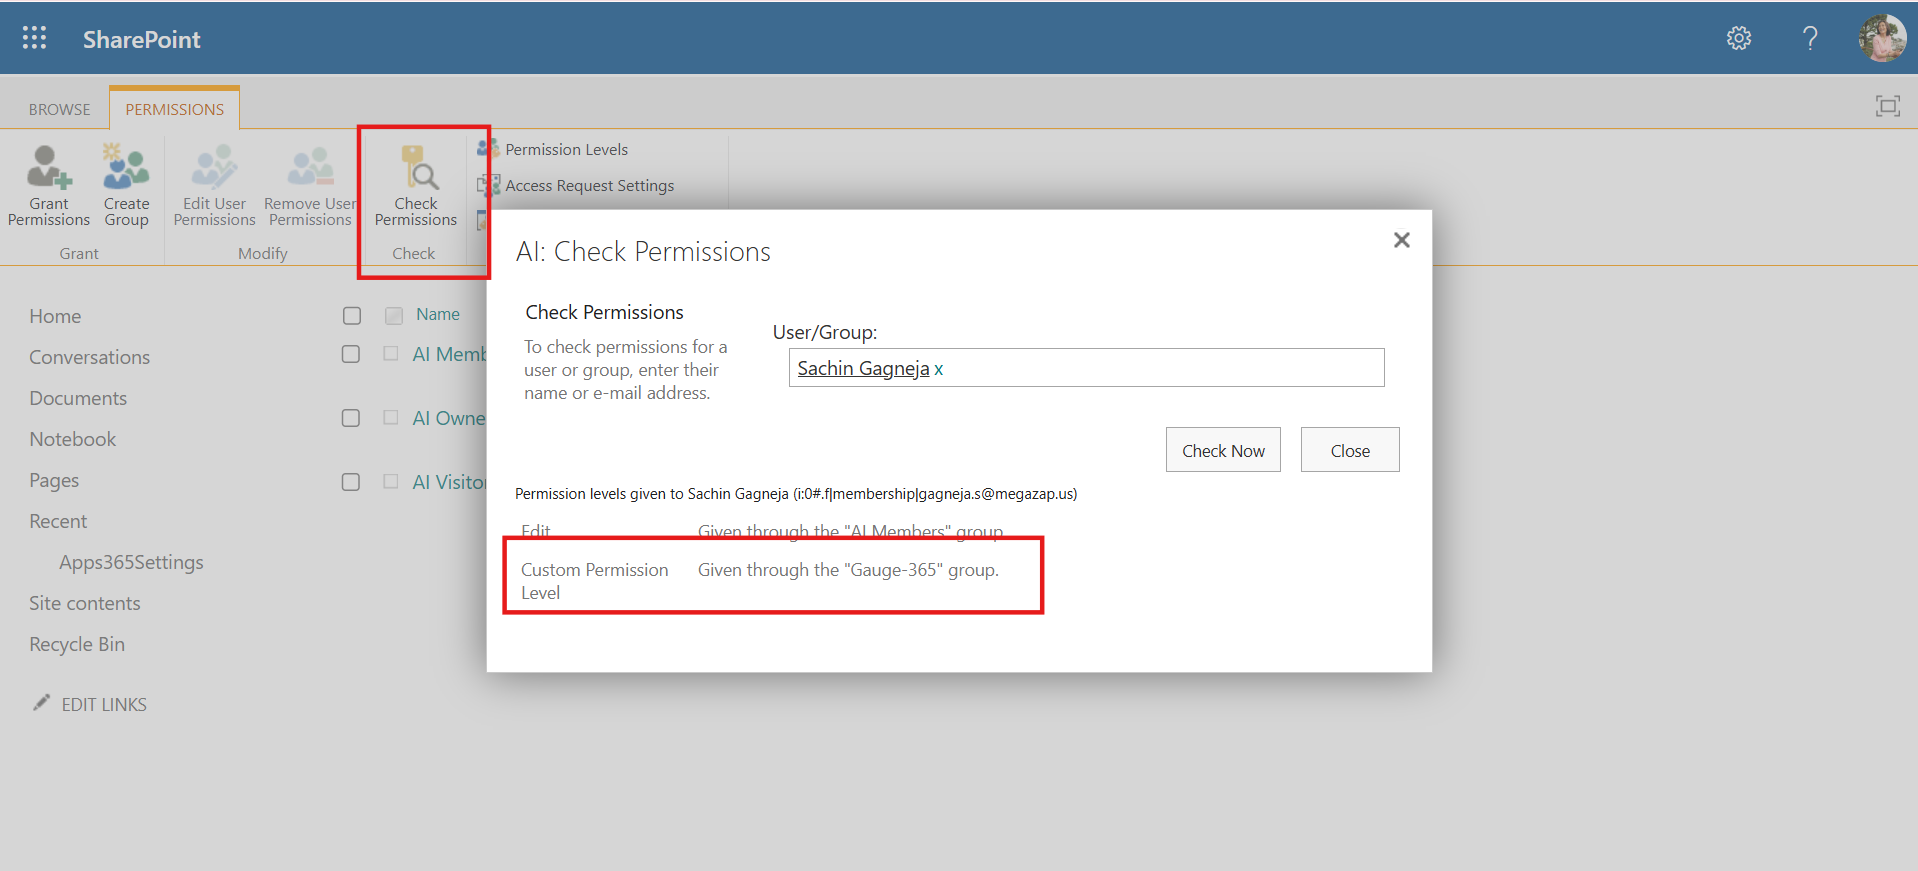 SharePoint
?
BROWSE
PERMISSIONS
Grant
Permissions
Create
Group
Grant
Edit User
Permissions
Remove User
Permissions
Modify
Check
Permissions
Check
Permission Levels
Access Request Settings
Home
Conversations
Documents
Notebook
Pages
Recent
Apps365Settings
Site contents
Recycle Bin
EDIT LINKS
Name
AI Memb
AI Owne
AI Visito
AI: Check Permissions
Check Permissions
To check permissions for a
user or group, enter their
name or e-mail address.
User/Group:
Sachin Gagneja x
Check Now
Close
Permission levels given to Sachin Gagneja (i:0#.f|membership|gagneja.s@megazap.us)
Edit Given through the "AI Members" group.
Custom Permission Given through the "Gauge-365" group.
Level